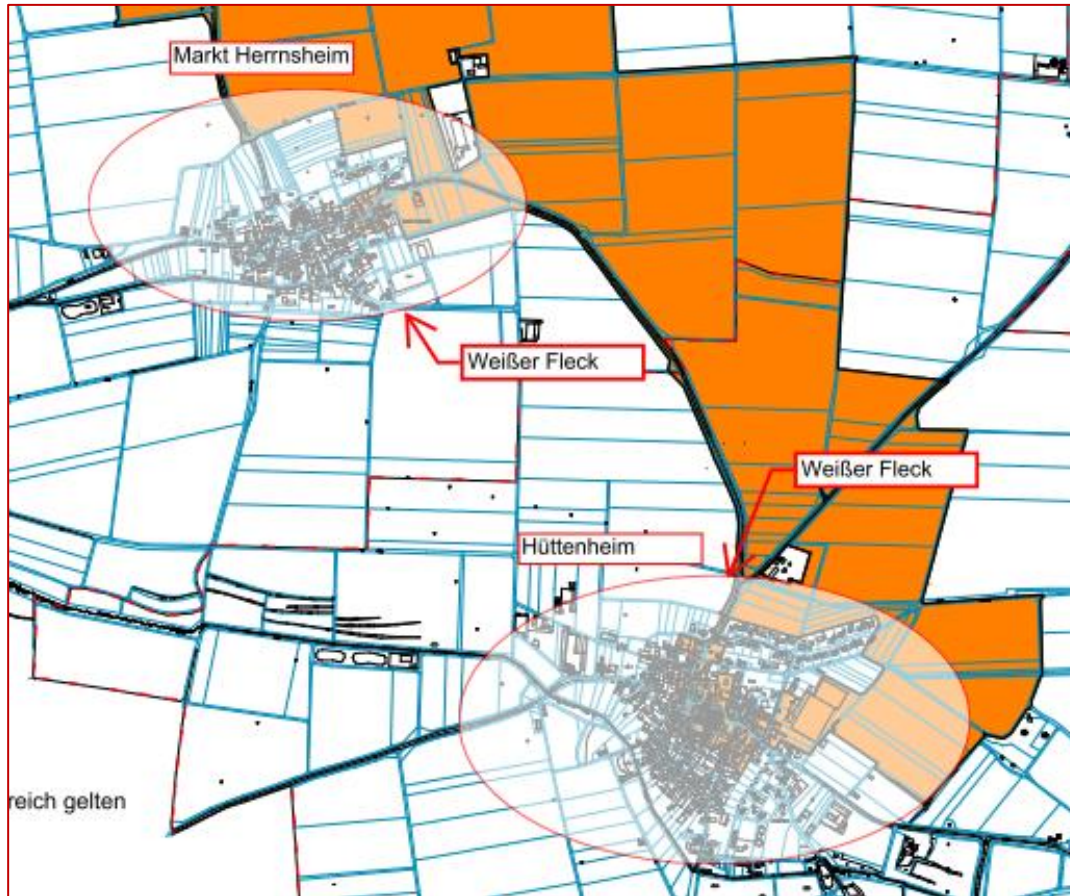 Markt Herrnsheim
Weißer Fleck
Weißer Fleck
Hüttenheim
reich gelten